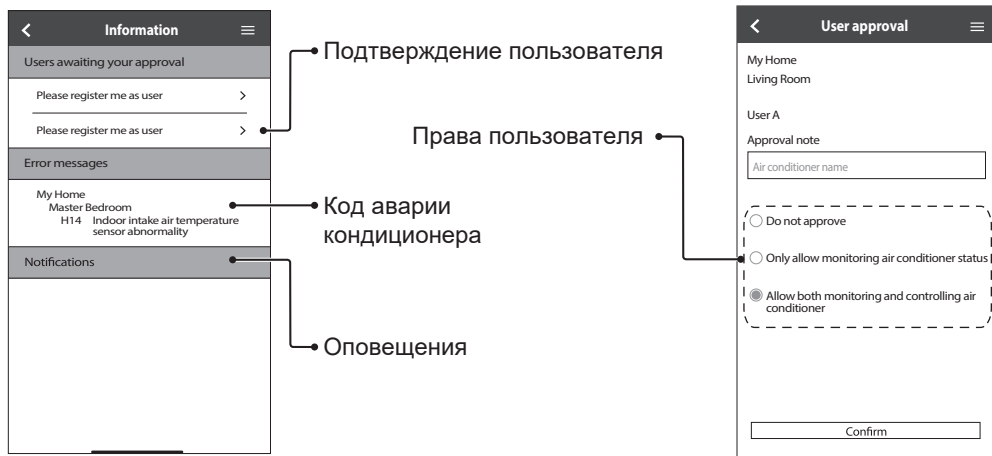 Information
Users awaiting your approval
Please register me as user
Please register me as user
Error messages
My Home
Master Bedroom
H14 Indoor intake air temperature
sensor abnormality
Notifications
Подтверждение пользователя
Права пользователя
Код аварии
кондиционера
Оповещения
User approval
My Home
Living Room
User A
Approval note
Air conditioner name
Do not approve
Only allow monitoring air conditioner status
Allow both monitoring and controlling air
conditioner
Confirm